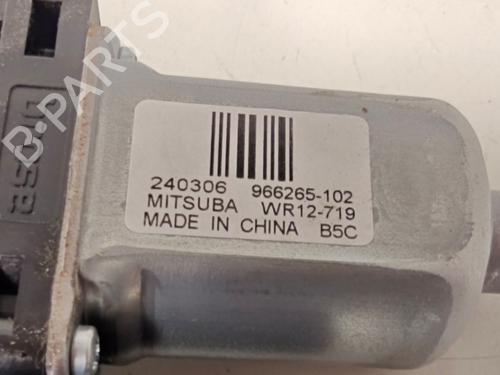 240306 966265-102
MITSUBA WR12-719
MADE IN CHINA B5C
B-PARTS